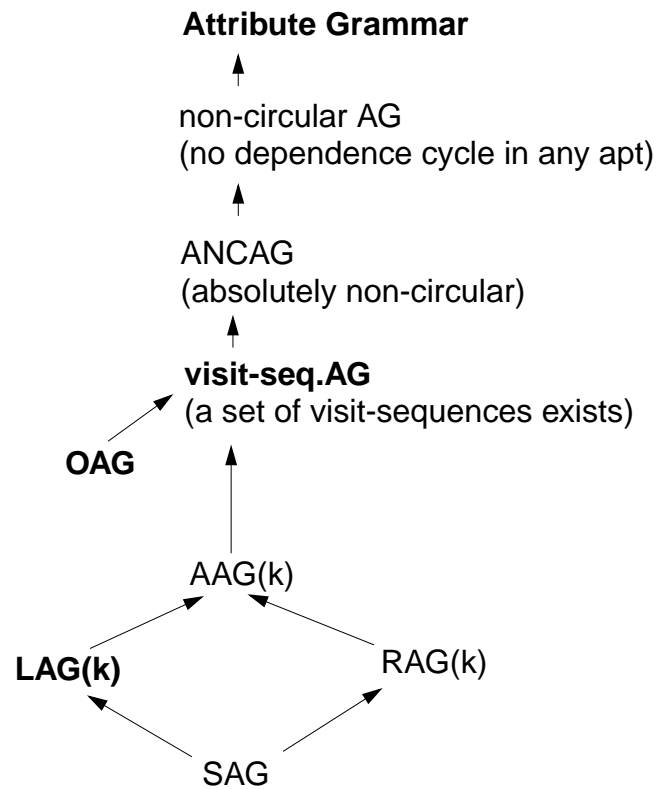 Attribute Grammar
non-circular AG
(no dependence cycle in any apt)
ANCAG
(absolutely non-circular)
visit-seq.AG
(a set of visit-sequences exists)
OAG
AAG(k)
LAG(k)
RAG(k)
SAG